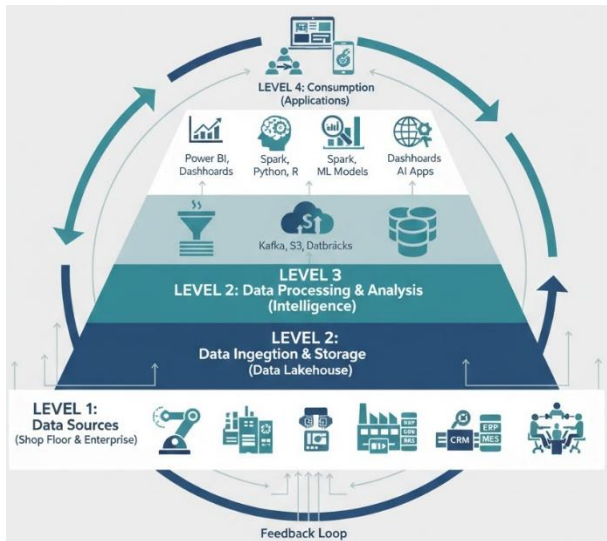 LEVEL 4: Consumption
(Applications)
Power BI,
Dashhoards
Spark,
Python, R
Spark,
ML Models
Dashboards
AI Apps
Kafka, S3, Datbräcks
LEVEL 3
LEVEL 2: Data Processing & Analysis
(Intelligence)
LEVEL 2:
Data Ingegtion & Storage
(Data Lakehouse)
LEVEL 1:
Data Sources
(Shop Floor & Enterprise)
CRM
ERP
MES
Feedback Loop